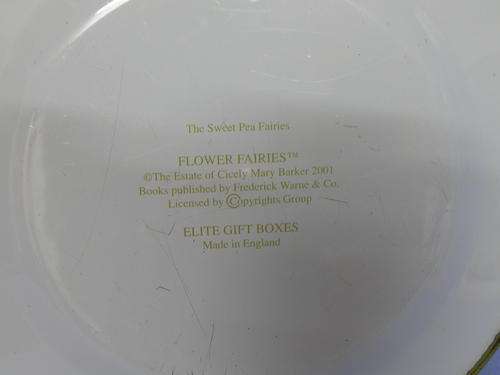 The Sweet Pea Fairies
FLOWER FAIRIES™
©The Estate of Cicely Mary Barker 2001
Books published by Frederick Warne & Co.
Licensed by ©opyrights Group
ELITE GIFT BOXES
Made in England